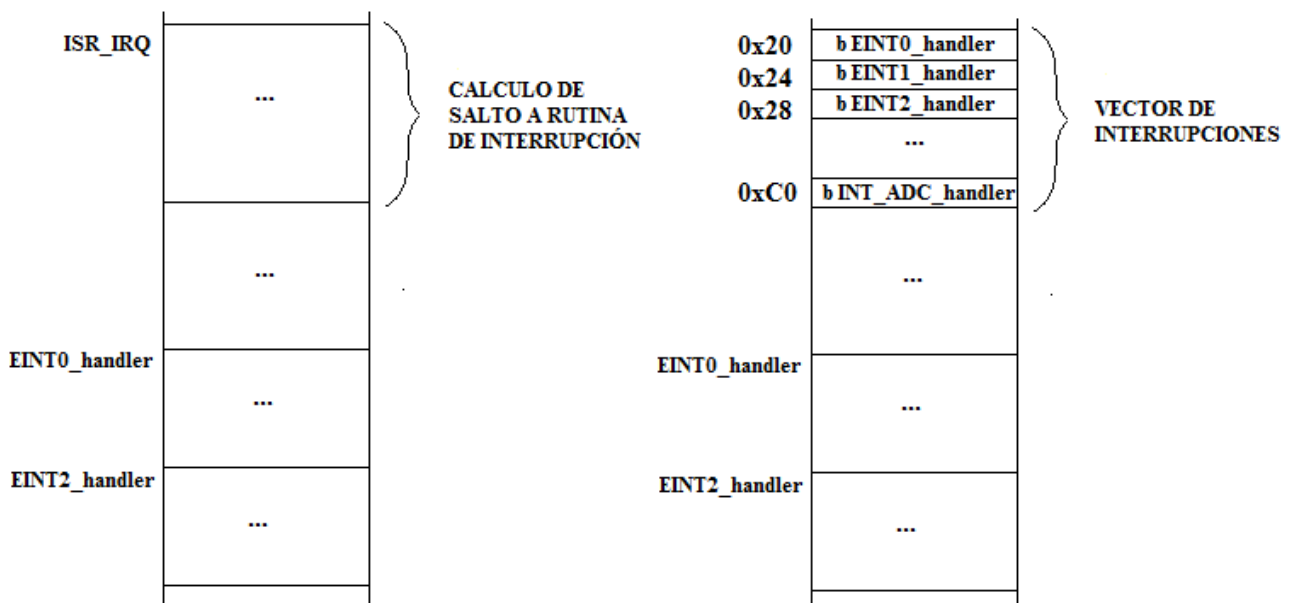 ISR_IRQ
...
CALCULO DE
SALTO A RUTINA
DE INTERRUPCIÓN
...
EINT0_handler
...
EINT2_handler
...
0x20
b EINT0_handler
0x24
b EINT1_handler
0x28
b EINT2_handler
...
VECTOR DE
INTERRUPCIONES
0xC0
b INT_ADC_handler
...
EINT0_handler
...
EINT2_handler
...